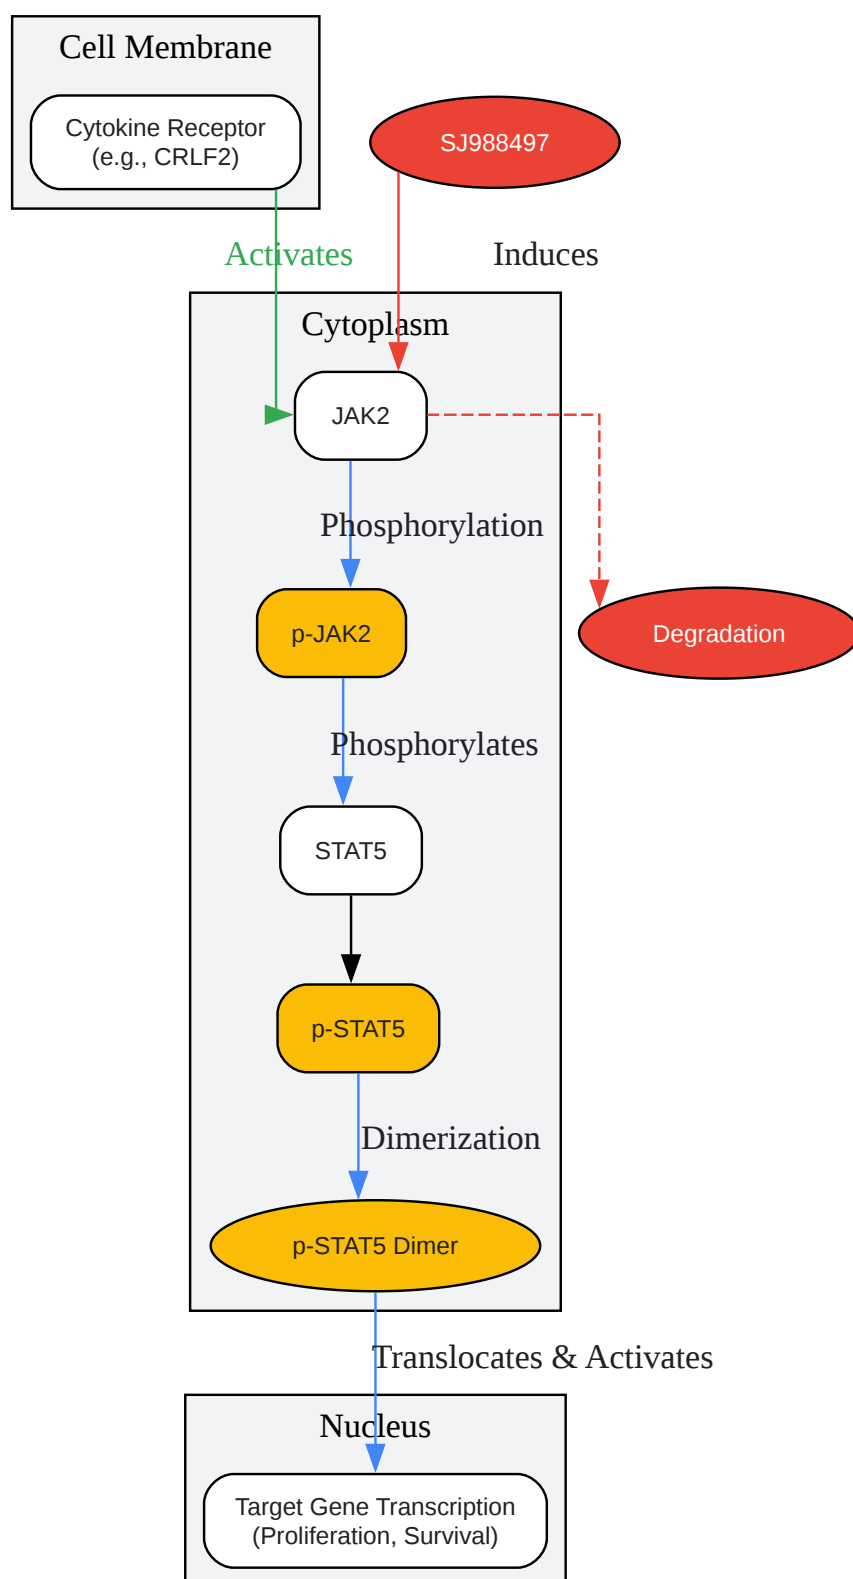 Cell Membrane
Cytokine Receptor
(e.g., CRLF2)
SJ988497
Activates
Induces
Cytoplasm
JAK2
Phosphorylation
p-JAK2
Degradation
Phosphorylates
STAT5
p-STAT5
Dimerization
p-STAT5 Dimer
Translocates & Activates
Nucleus
Target Gene Transcription
(Proliferation, Survival)